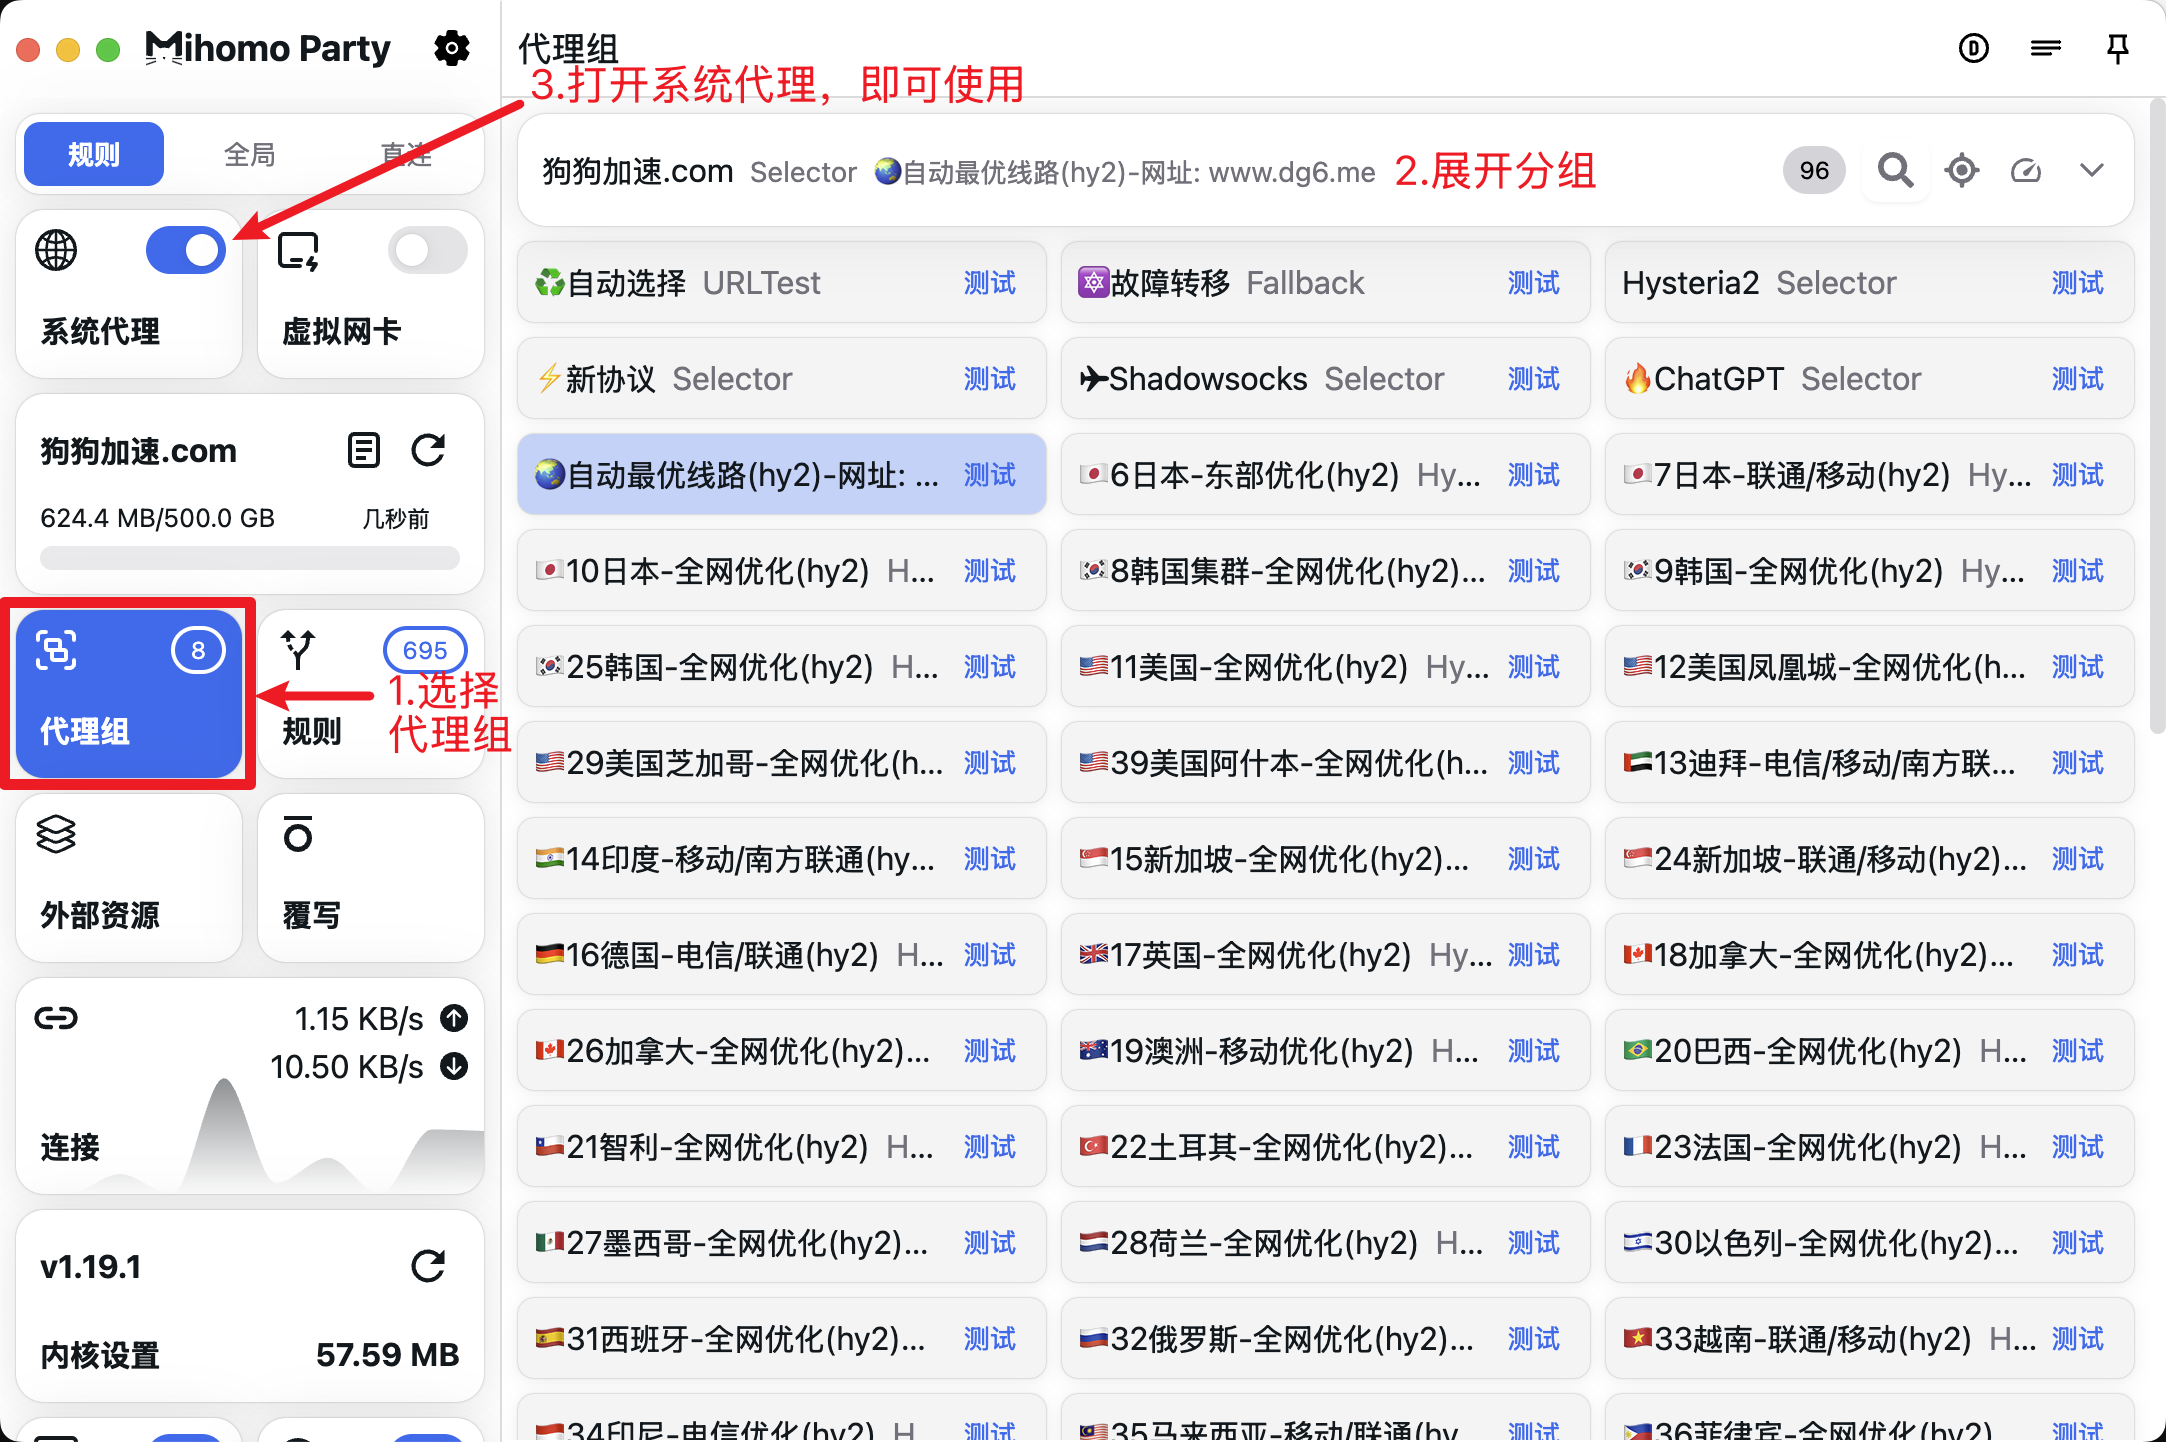 Mihomo Party
代理组
3.打开系统代理，即可使用
规则 全局 直连
系统代理
虚拟网卡
狗狗加速.com
624.4 MB/500.0 GB 几秒前
8
代理组
695
规则
1.选择
代理组
外部资源
覆写
1.15 KB/s
10.50 KB/s
连接
v1.19.1
内核设置 57.59 MB
狗狗加速.com Selector 🌏自动最优线路(hy2)-网址: www.dg6.me 2.展开分组 96
♻️自动选择 URLTest 测试
🔯故障转移 Fallback 测试
Hysteria2 Selector 测试
⚡新协议 Selector 测试
✈Shadowsocks Selector 测试
🔥ChatGPT Selector 测试
🌏自动最优线路(hy2)-网址: ... 测试
🇯🇵6日本-东部优化(hy2) Hy... 测试
🇯🇵7日本-联通/移动(hy2) Hy... 测试
🇯🇵10日本-全网优化(hy2) H... 测试
🇰🇷8韩国集群-全网优化(hy2)... 测试
🇰🇷9韩国-全网优化(hy2) Hy... 测试
🇰🇷25韩国-全网优化(hy2) H... 测试
🇺🇸11美国-全网优化(hy2) Hy... 测试
🇺🇸12美国凤凰城-全网优化(h... 测试
🇺🇸29美国芝加哥-全网优化(h... 测试
🇺🇸39美国阿什本-全网优化(h... 测试
🇦🇪13迪拜-电信/移动/南方联... 测试
🇮🇳14印度-移动/南方联通(hy... 测试
🇸🇬15新加坡-全网优化(hy2)... 测试
🇸🇬24新加坡-联通/移动(hy2)... 测试
🇩🇪16德国-电信/联通(hy2) H... 测试
🇬🇧17英国-全网优化(hy2) Hy... 测试
🇨🇦18加拿大-全网优化(hy2)... 测试
🇨🇦26加拿大-全网优化(hy2)... 测试
🇦🇺19澳洲-移动优化(hy2) H... 测试
🇧🇷20巴西-全网优化(hy2) H... 测试
🇨🇱21智利-全网优化(hy2) H... 测试
🇹🇷22土耳其-全网优化(hy2)... 测试
🇫🇷23法国-全网优化(hy2) H... 测试
🇲🇽27墨西哥-全网优化(hy2)... 测试
🇳🇱28荷兰-全网优化(hy2) H... 测试
🇮🇱30以色列-全网优化(hy2)... 测试
🇪🇸31西班牙-全网优化(hy2)... 测试
🇷🇺32俄罗斯-全网优化(hy2)... 测试
🇻🇳33越南-联通/移动(hy2) H... 测试
🇮🇩34印尼-电信优化(hy2) H 测试
🇲🇾35马来西亚-移动/联通(hy 测试
🇵🇭36菲律宾-全网优化(hy2) 测试